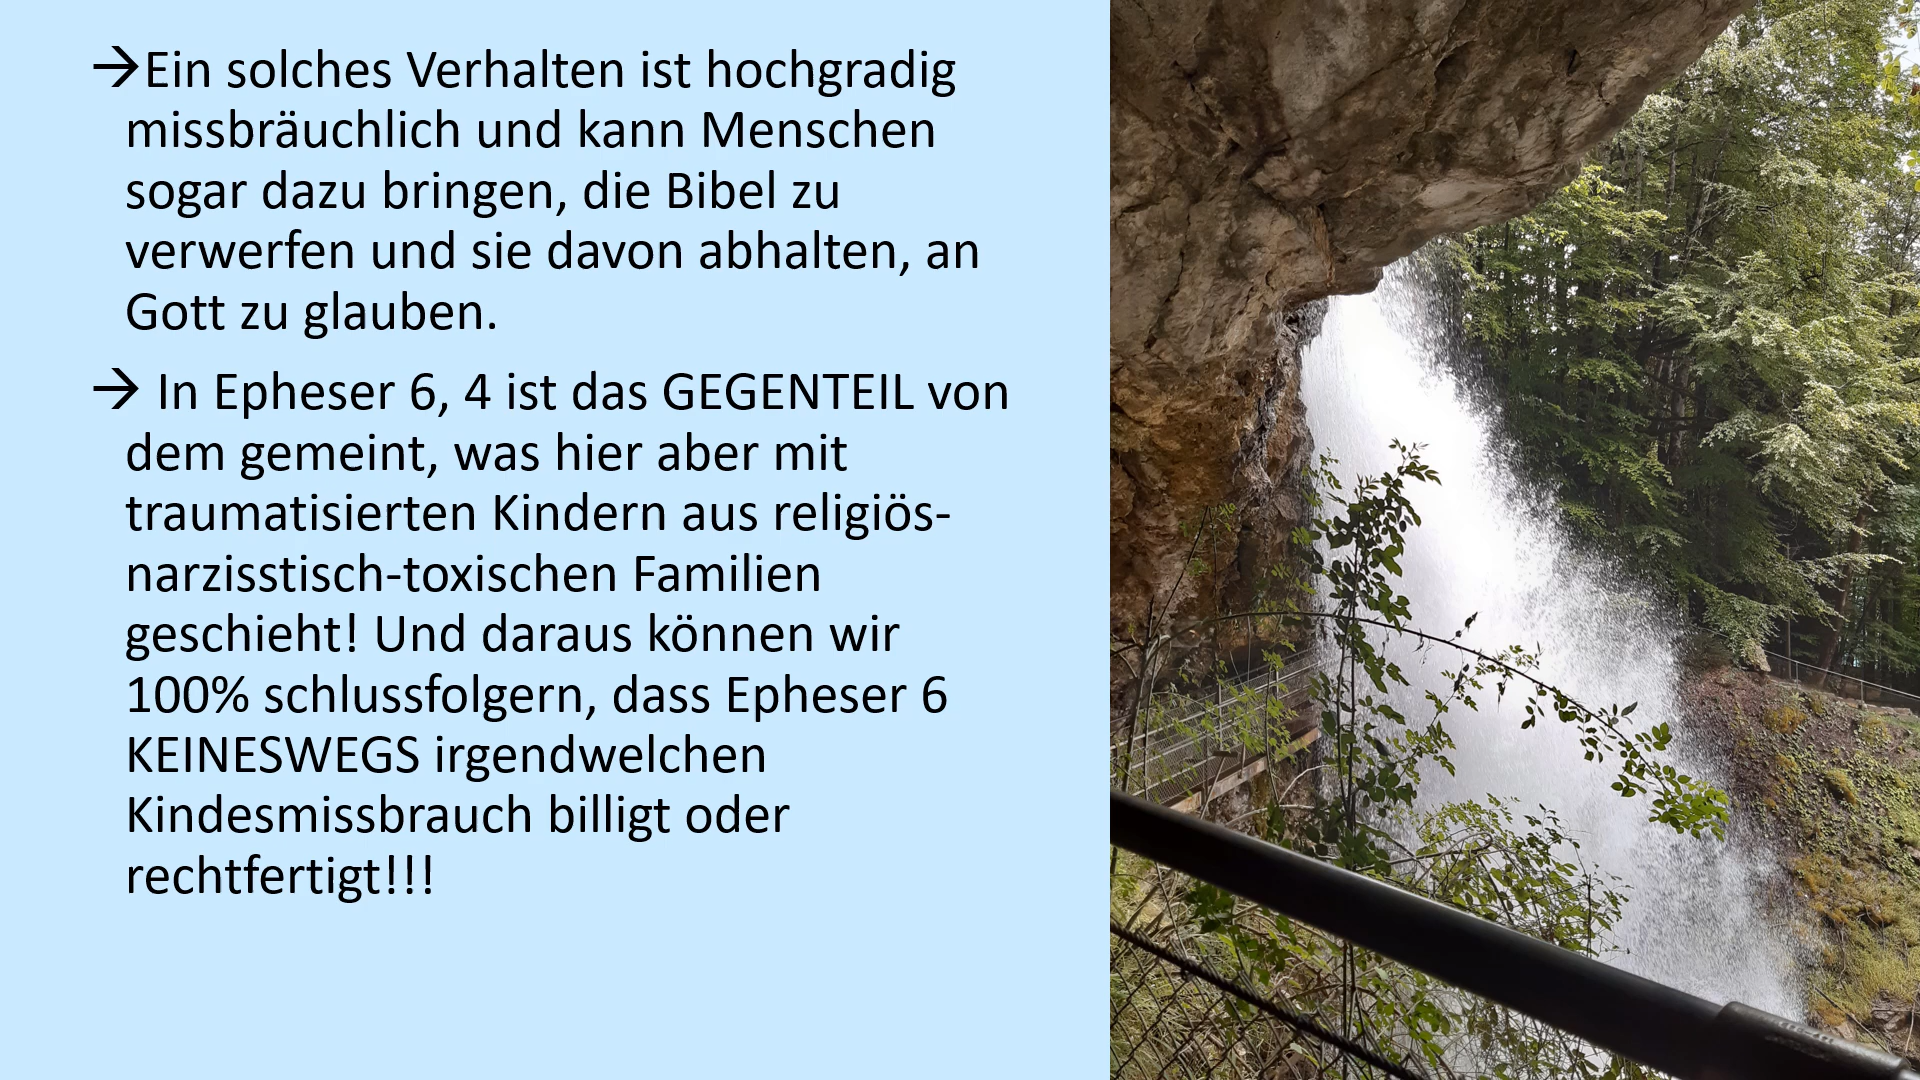 →Ein solches Verhalten ist hochgradig
missbräuchlich und kann Menschen
sogar dazu bringen, die Bibel zu
verwerfen und sie davon abhalten, an
Gott zu glauben.
→ In Epheser 6, 4 ist das GEGENTEIL von
dem gemeint, was hier aber mit
traumatisierten Kindern aus religiös-
narzisstisch-toxischen Familien
geschieht! Und daraus können wir
100% schlussfolgern, dass Epheser 6
KEINESWEGS irgendwelchen
Kindesmissbrauch billigt oder
rechtfertigt!!!